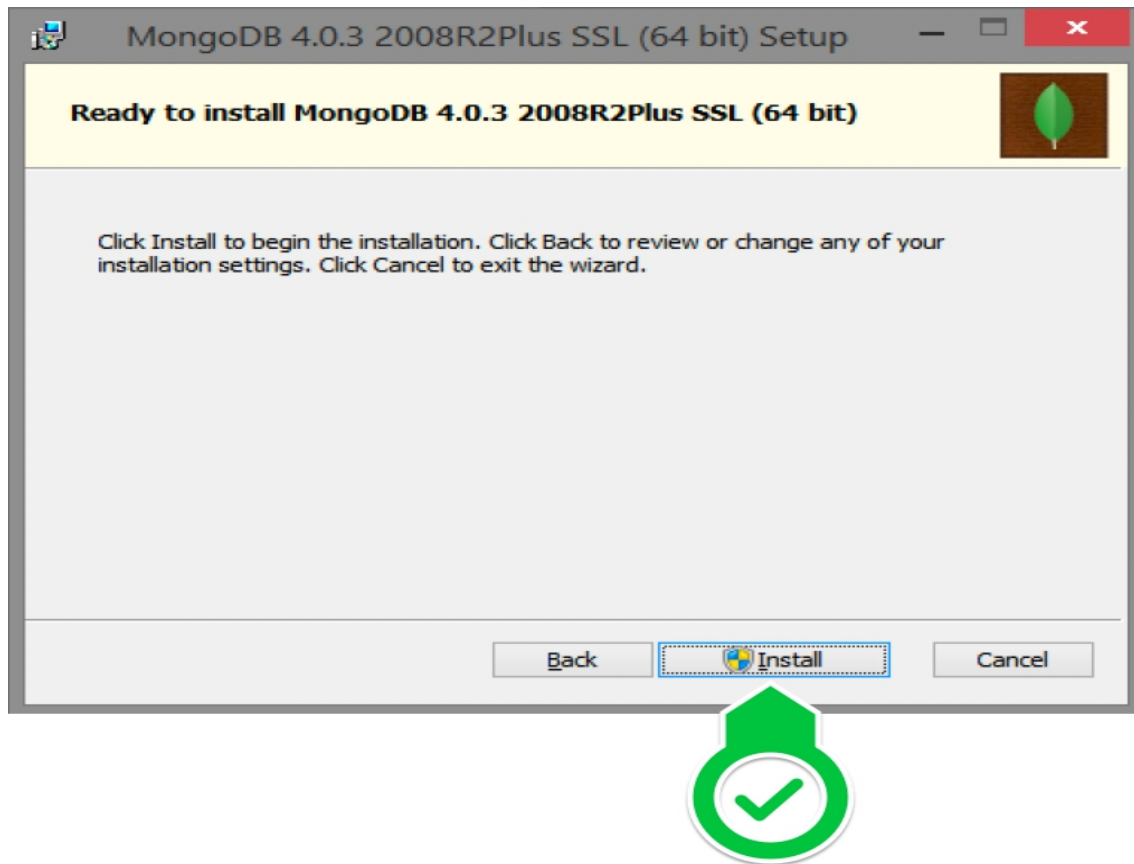 MongoDB 4.0.3 2008R2Plus SSL (64 bit) Setup
Ready to install MongoDB 4.0.3 2008R2Plus SSL (64 bit)
Click Install to begin the installation. Click Back to review or change any of your
installation settings. Click Cancel to exit the wizard.
Back Install Cancel